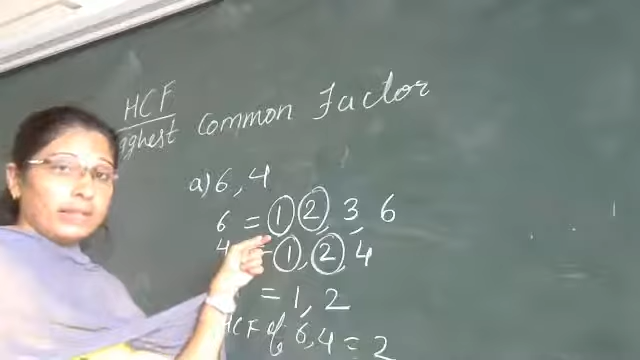 HCF
ghest common Factor
a) 6, 4
6 = 1 2, 3, 6
4 = 1, 2, 4
= 1, 2
HCF of 6, 4 = 2